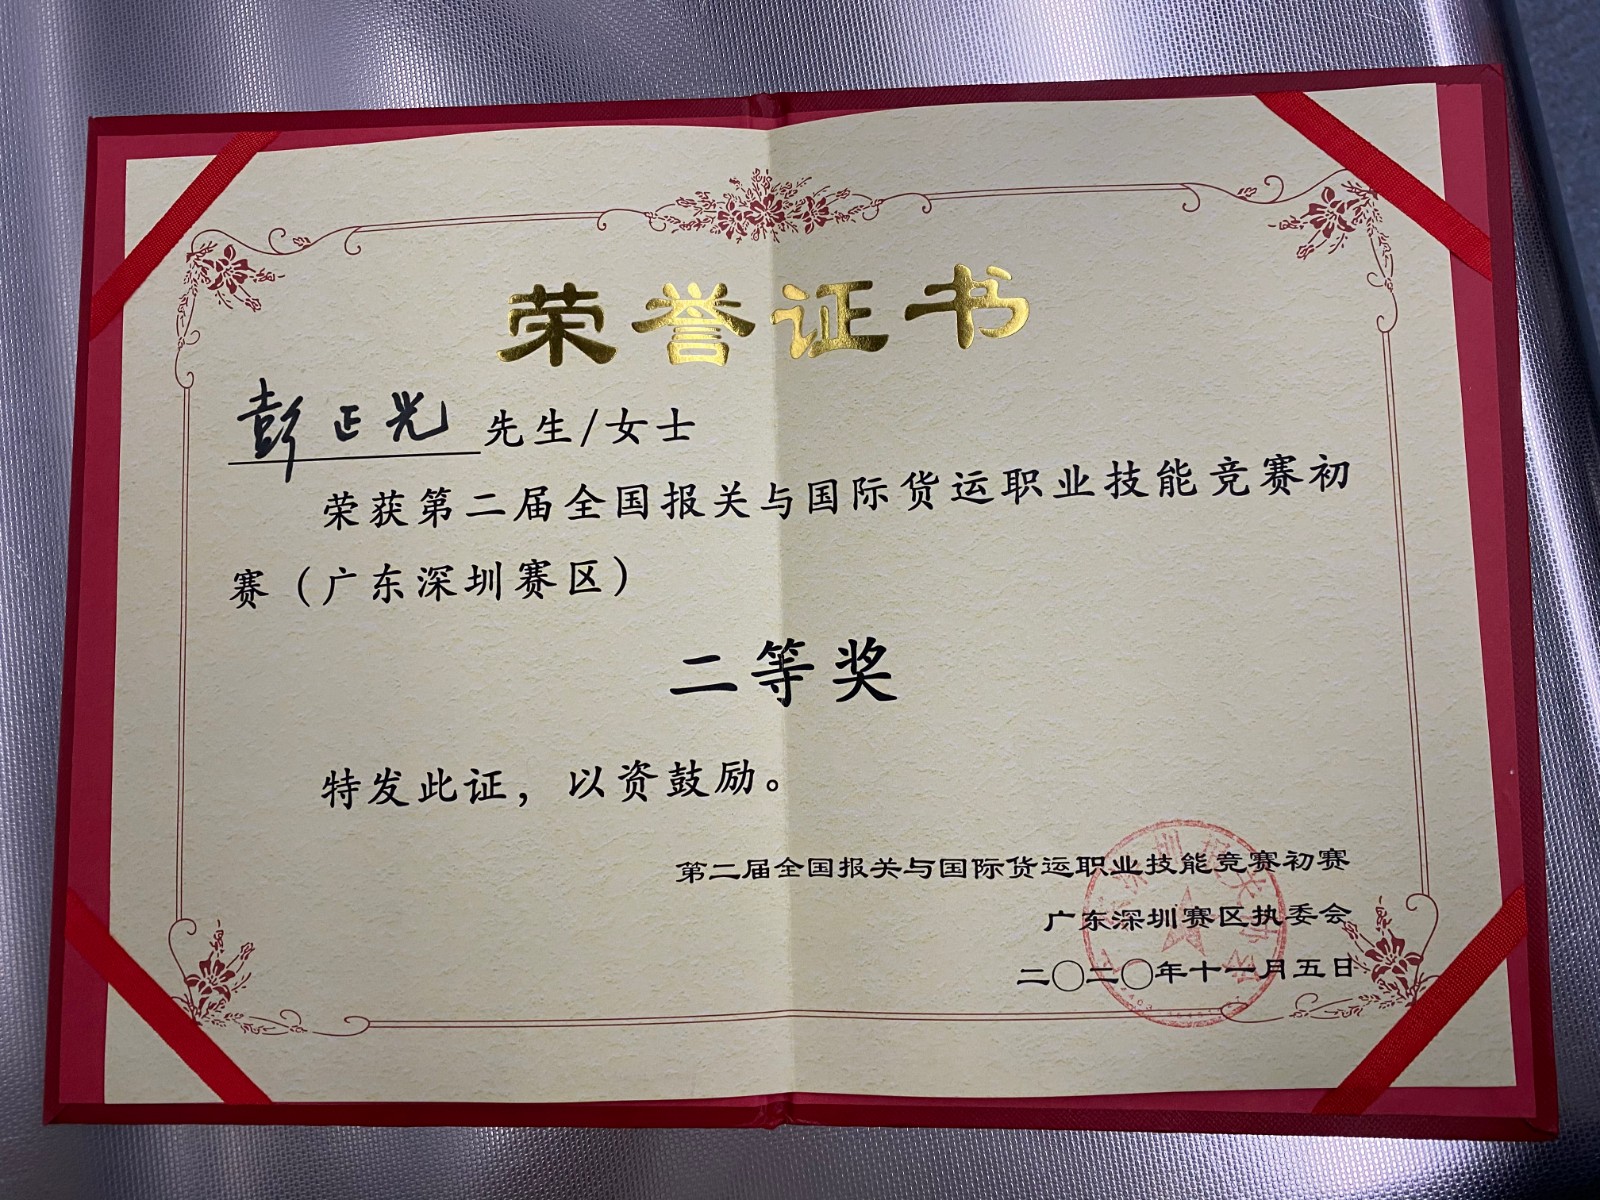 荣誉证书
彭正光先生/女士
荣获第二届全国报关与国际货运职业技能竞赛初
赛（广东深圳赛区）
二等奖
特发此证，以资鼓励。
第二届全国报关与国际货运职业技能竞赛初赛
广东深圳赛区执委会
二〇二〇年十一月五日